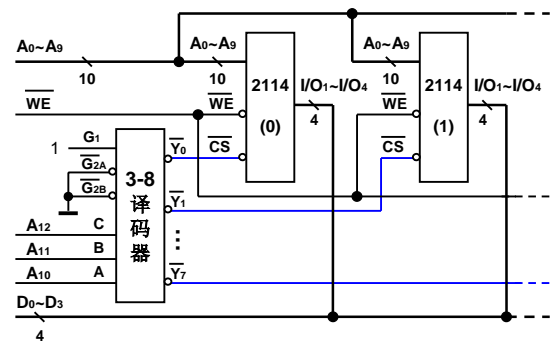 A0~A9
10
A0~A9
10
2114
(0)
I/O1~I/O4
4
A0~A9
10
2114
(1)
I/O1~I/O4
4
WE
WE
WE
CS
CS
1
G1
G2A
G2B
3-8
译
码
器
Y0
Y1
⋮
Y7
A12
C
A11
B
A10
A
D0~D3
4